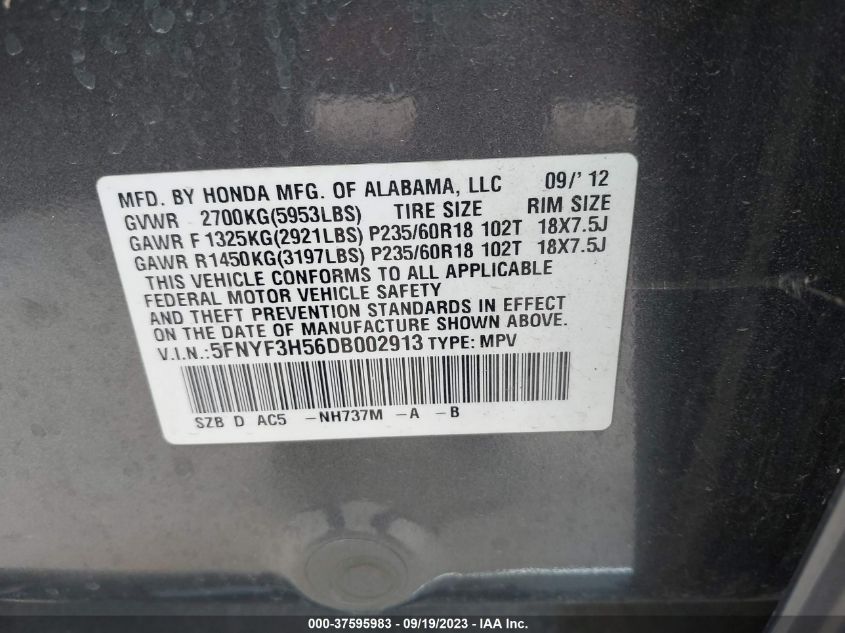 MFD. BY HONDA MFG. OF ALABAMA, LLC 09/' 12
GVWR 2700KG(5953LBS) TIRE SIZE RIM SIZE
GAWR F 1325KG(2921LBS) P235/60R18 102T 18X7.5J
GAWR R1450KG(3197LBS) P235/60R18 102T 18X7.5J
THIS VEHICLE CONFORMS TO ALL APPLICABLE
FEDERAL MOTOR VEHICLE SAFETY
AND THEFT PREVENTION STANDARDS IN EFFECT
ON THE DATE OF MANUFACTURE SHOWN ABOVE.
V.I.N.:5FNYF3H56DB002913 TYPE: MPV
SZB D AC5 -NH737M -A -B
000-37595983 - 09/19/2023 - IAA Inc.